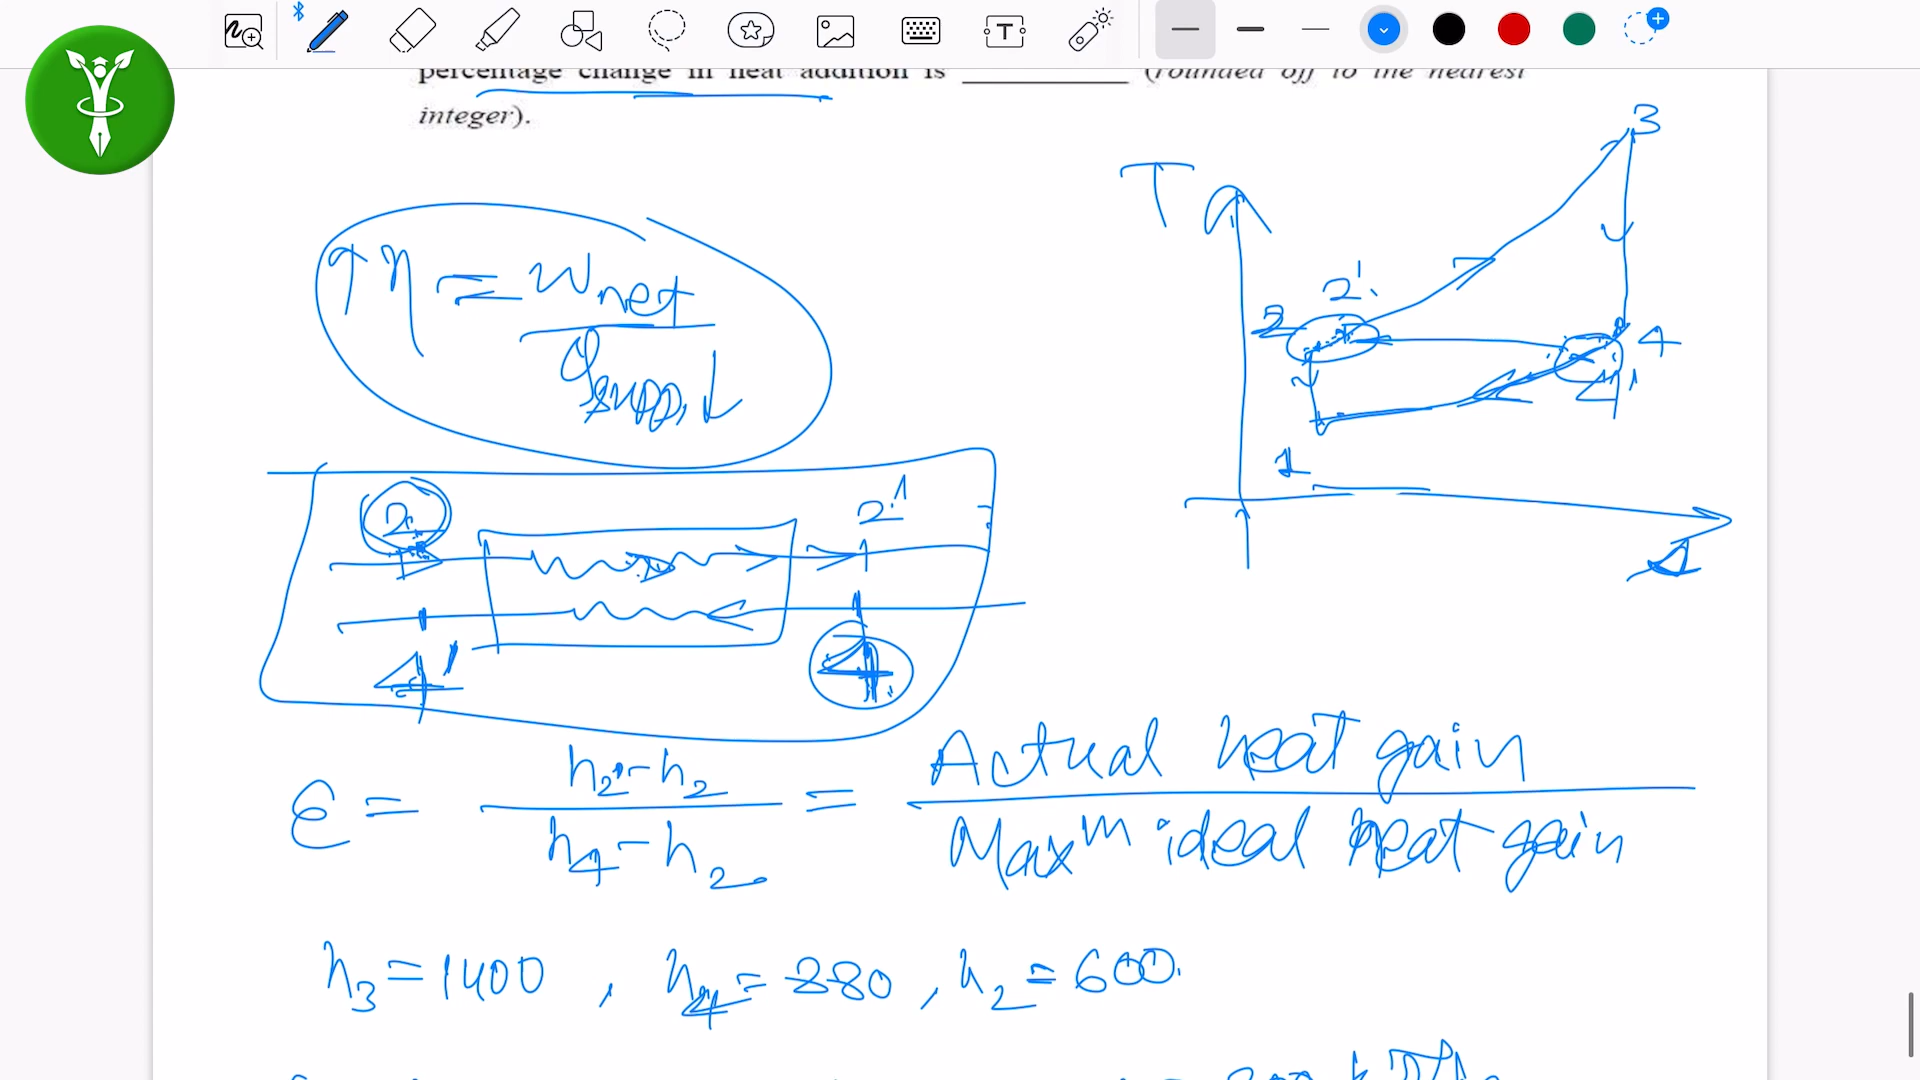 percentage change in heat addition is __________ (rounded off to the nearest
integer).
T
3
2'
2
4
4'
1
s
↑ η = Wnet
qsupp. ↓
2 2'
4' 4
ε = h2' - h2 = Actual heat gain
h4 - h2 Maxm ideal heat gain
h3 = 1400 , h4 = 880 , h2 = 600